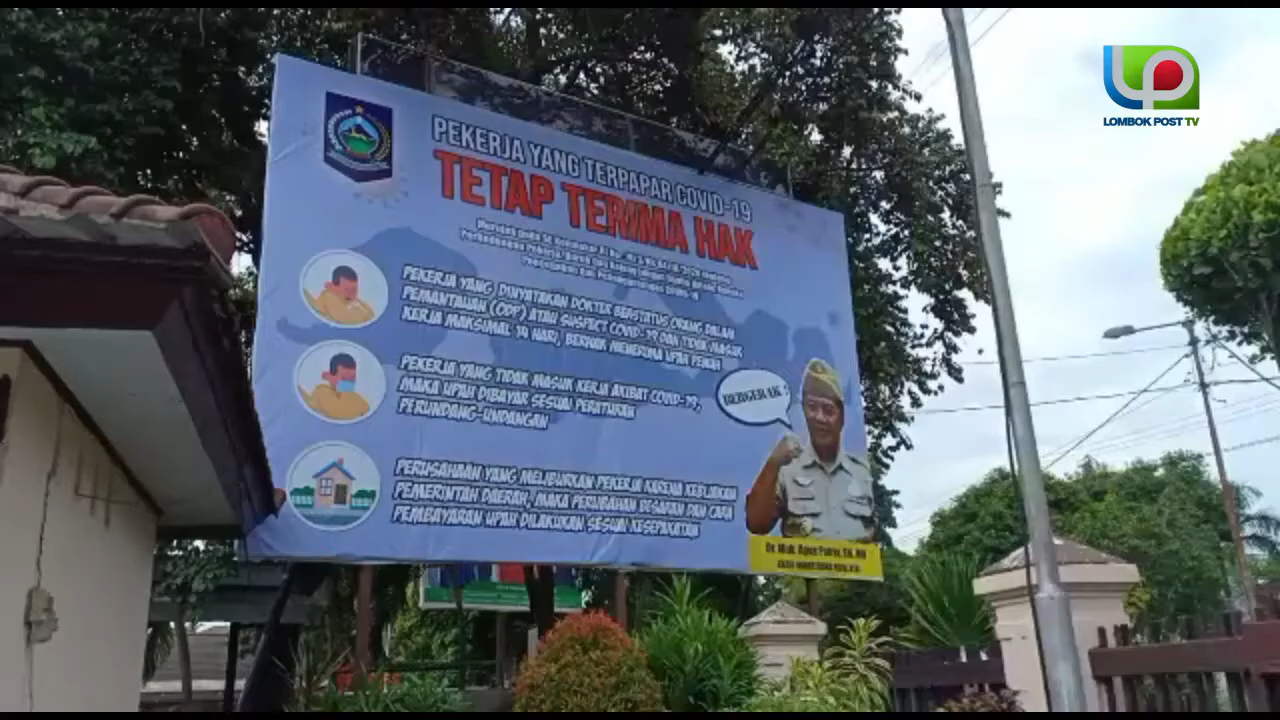 LOMBOK POST TV
PEKERJA YANG TERPAPAR COVID-19
TETAP TERIMA HAK
PEKERJA YANG DINYATAKAN DOKTER BERSTATUS ORANG DALAM
PEMANTAUAN (ODP) ATAU SUSPECT COVID-19 DAN TIDAK MASUK
KERJA MAKSIMAL 14 HARI, BERHAK MENERIMA UPAH PENUH
PEKERJA YANG TIDAK MASUK KERJA AKIBAT COVID-19,
MAKA UPAH DIBAYAR SESUAI PERATURAN
PERUNDANG-UNDANGAN
BERGERAK !
PERUSAHAAN YANG MELIBURKAN PEKERJA KARENA KEBIJAKAN
PEMERINTAH DAERAH, MAKA PERUBAHAN BESARAN DAN CARA
PEMBAYARAN UPAH DILAKUKAN SESUAI KESEPAKATAN